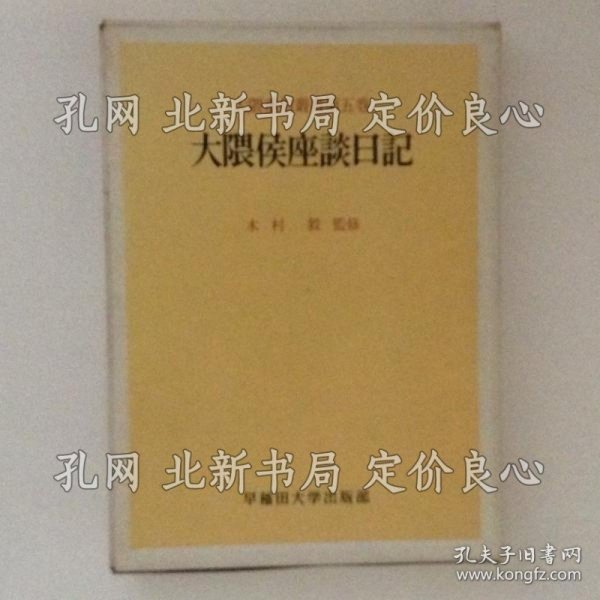 孔网 北新书局 定价良心
大隈侯座談日記
木村 毅 監修
孔网 北新书局 定价良心
早稲田大学出版部
孔夫子旧书网
www.kongfz.com